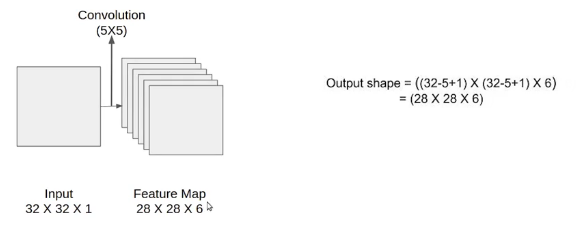 Convolution
(5X5)
Output shape = ((32-5+1) X (32-5+1) X 6)
= (28 X 28 X 6)
Input
32 X 32 X 1
Feature Map
28 X 28 X 6